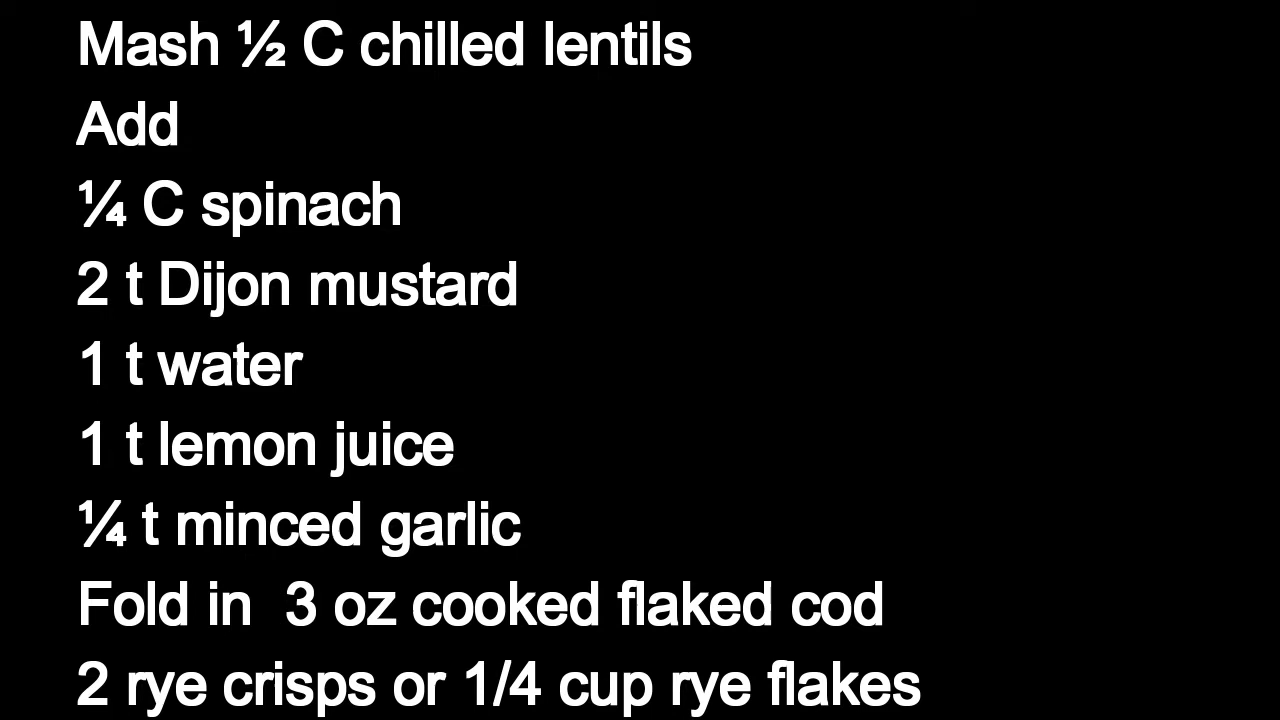 Mash ½ C chilled lentils
Add
¼ C spinach
2 t Dijon mustard
1 t water
1 t lemon juice
¼ t minced garlic
Fold in  3 oz cooked flaked cod
2 rye crisps or 1/4 cup rye flakes